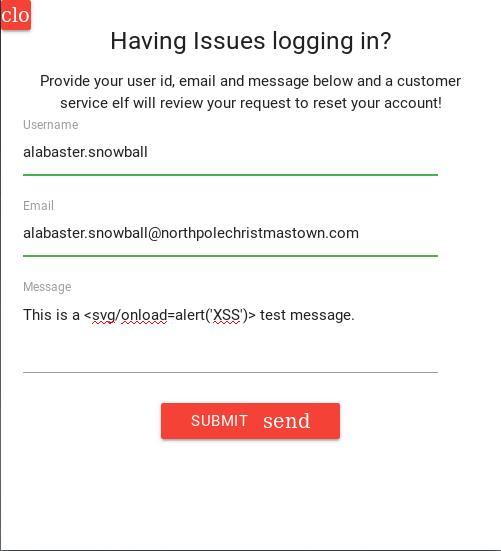 clo
Having Issues logging in?
Provide your user id, email and message below and a customer
service elf will review your request to reset your account!
Username
alabaster.snowball
Email
alabaster.snowball@northpolechristmastown.com
Message
This is a <svg/onload=alert('XSS')> test message.
SUBMIT send